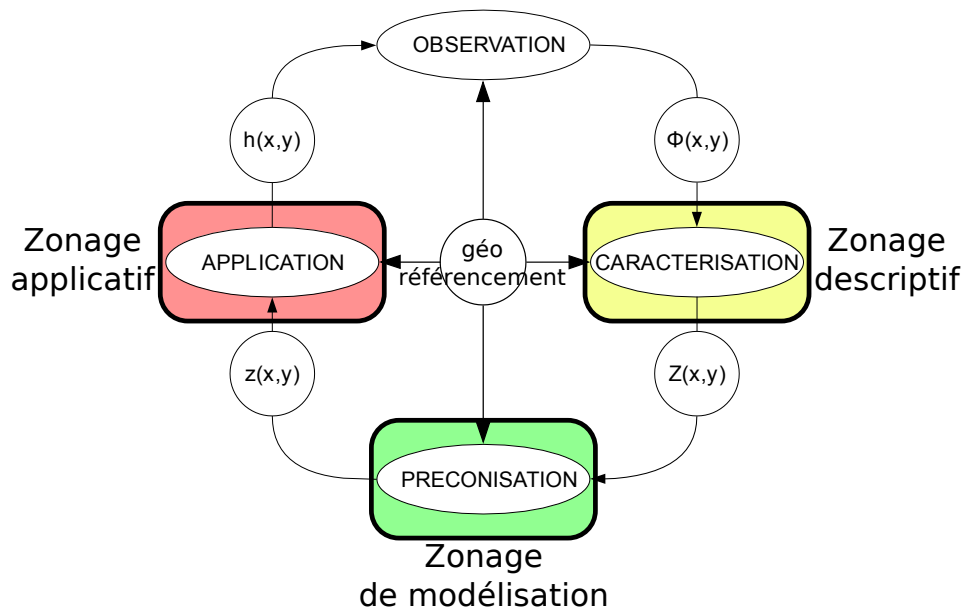 OBSERVATION
h(x,y)
Φ(x,y)
Zonage
applicatif
APPLICATION
géo
référencement
CARACTERISATION
Zonage
descriptif
z(x,y)
Z(x,y)
PRECONISATION
Zonage
de modélisation